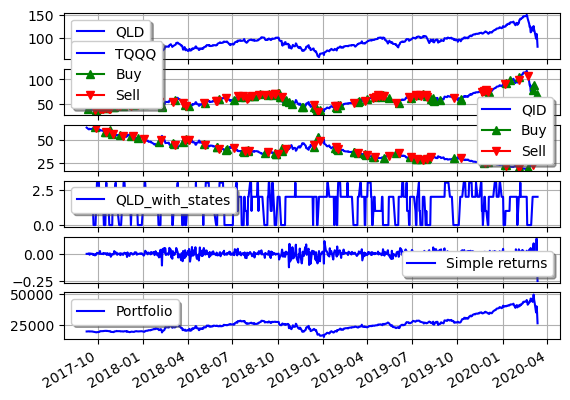 150
100
QLD
TQQQ
Buy
Sell
100
50
QID
Buy
Sell
50
25
2.5
0.0
QLD_with_states
0.00
−0.25
Simple returns
50000
25000
Portfolio
2017-10
2018-01
2018-04
2018-07
2018-10
2019-01
2019-04
2019-07
2019-10
2020-01
2020-04